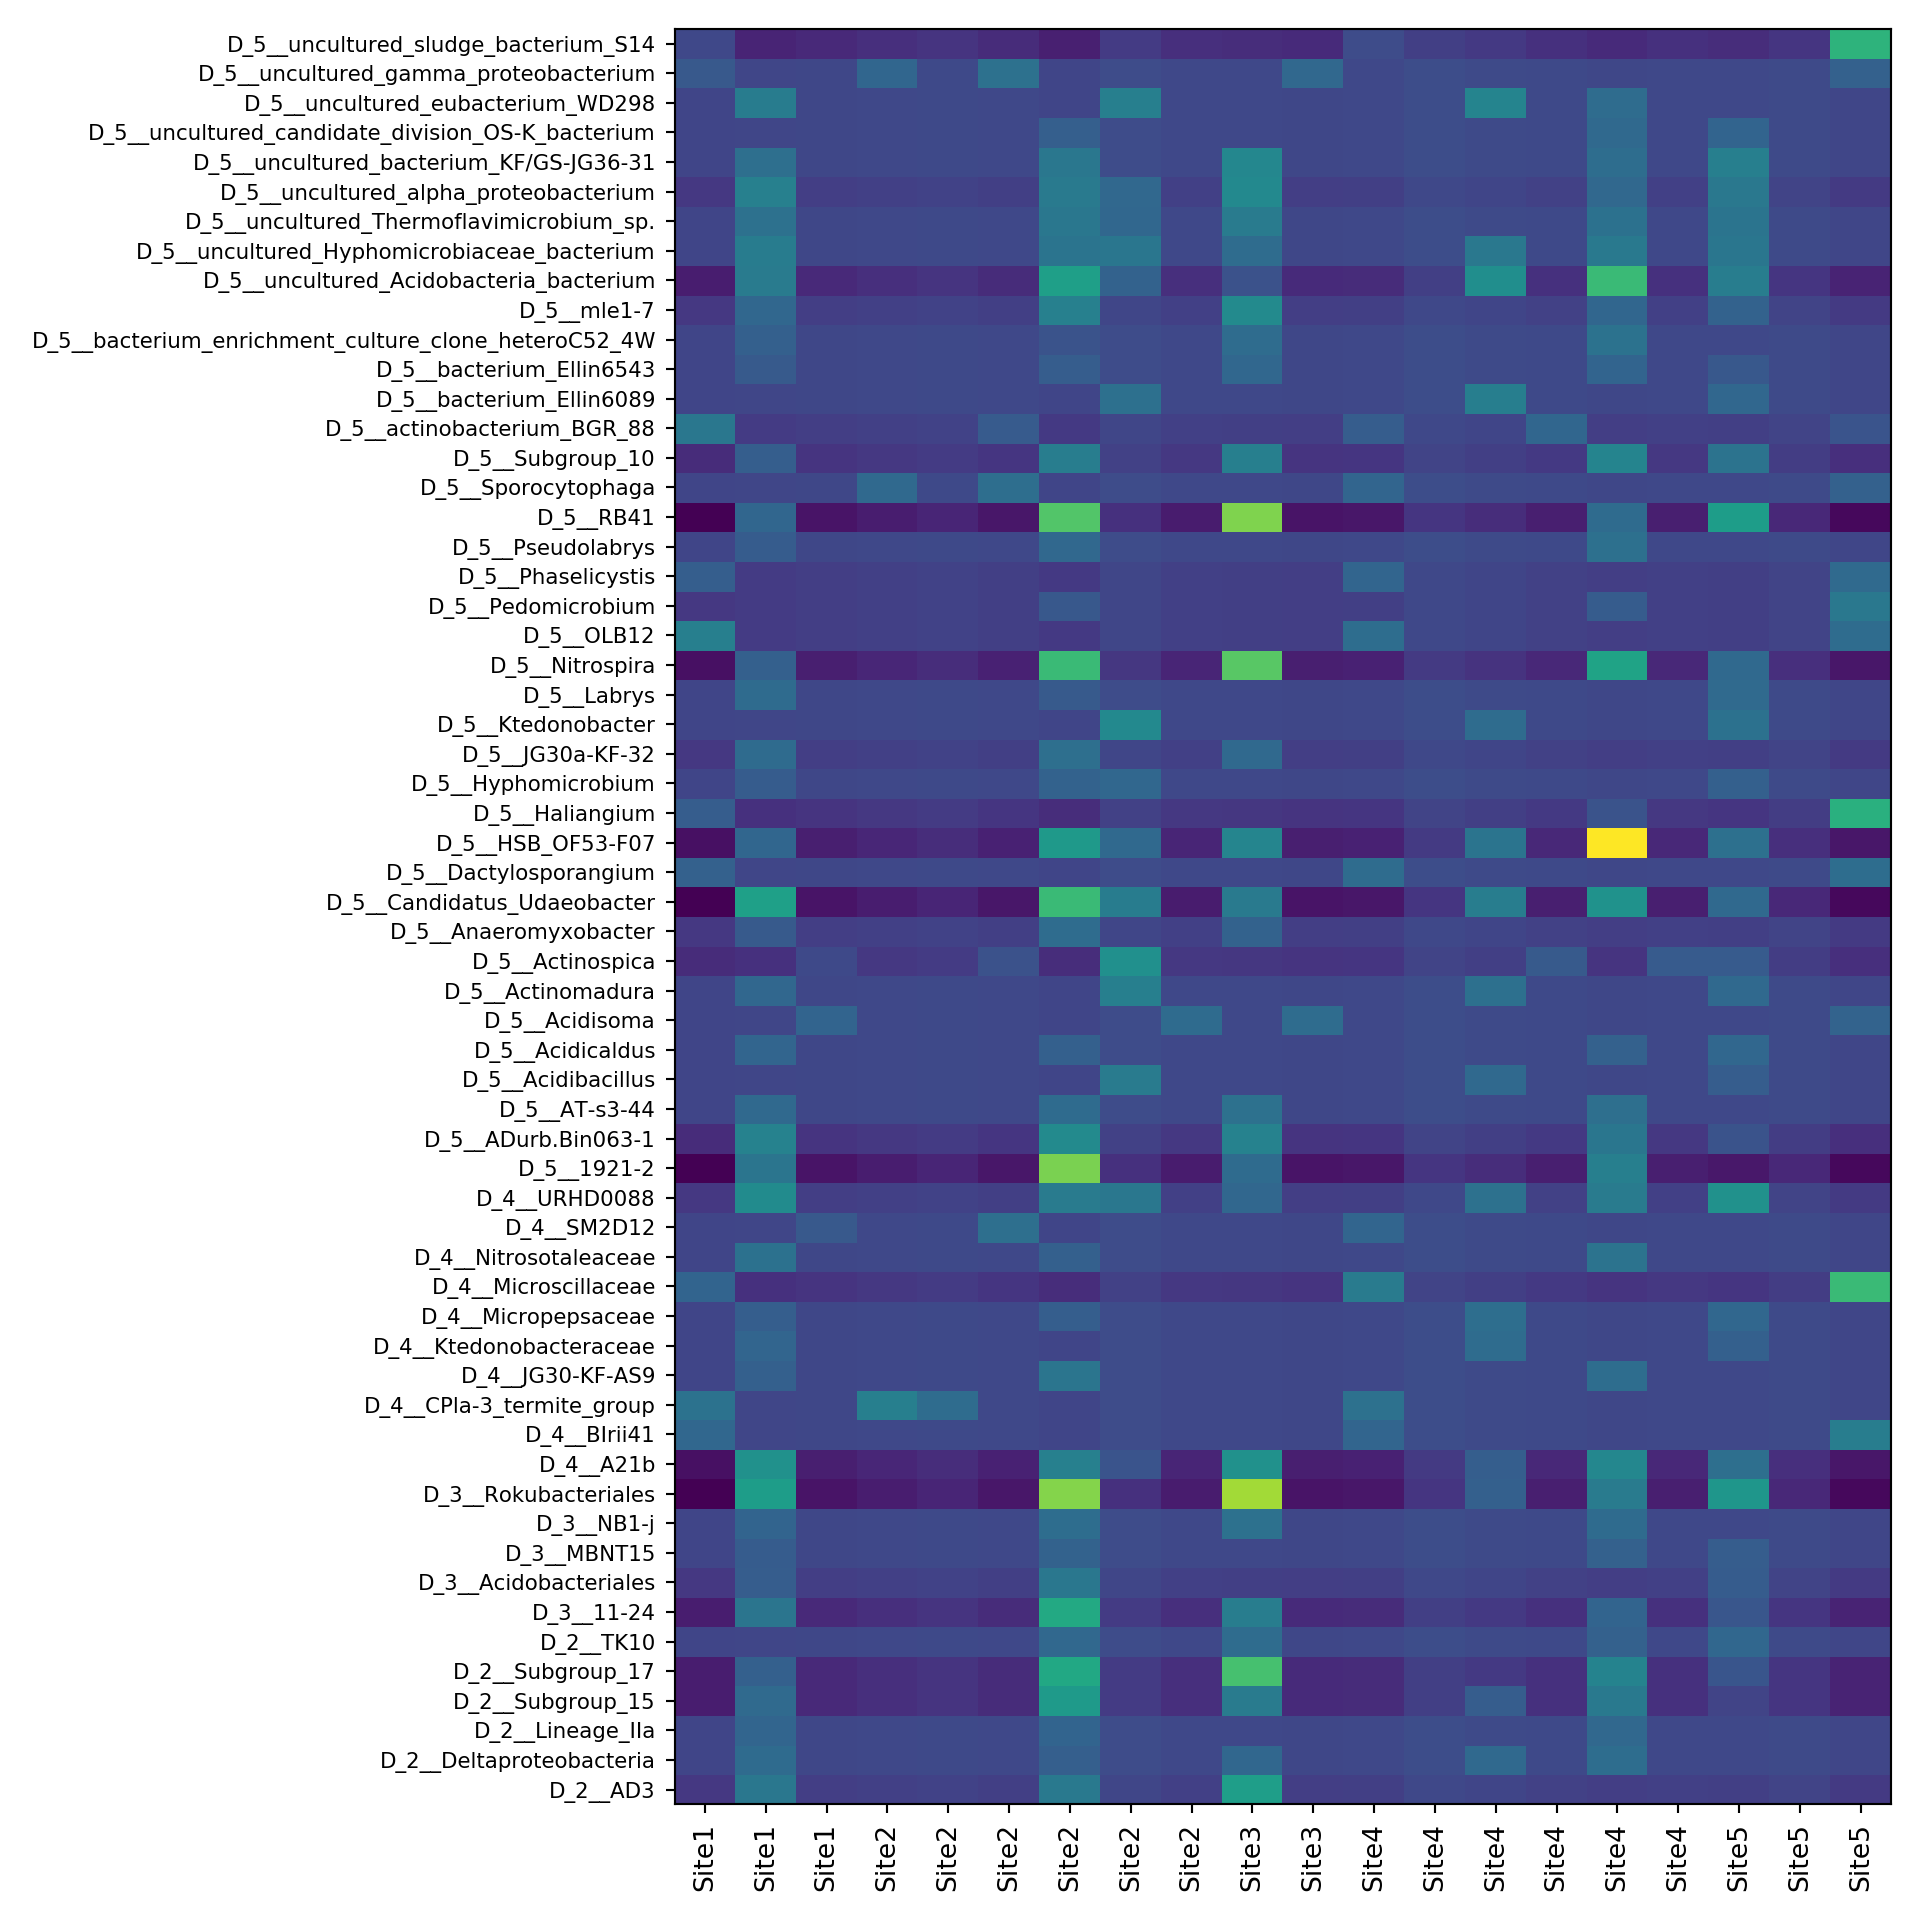 D_5__uncultured_sludge_bacterium_S14
D_5__uncultured_gamma_proteobacterium
D_5__uncultured_eubacterium_WD298
D_5__uncultured_candidate_division_OS-K_bacterium
D_5__uncultured_bacterium_KF/GS-JG36-31
D_5__uncultured_alpha_proteobacterium
D_5__uncultured_Thermoflavimicrobium_sp.
D_5__uncultured_Hyphomicrobiaceae_bacterium
D_5__uncultured_Acidobacteria_bacterium
D_5__mle1-7
D_5__bacterium_enrichment_culture_clone_heteroC52_4W
D_5__bacterium_Ellin6543
D_5__bacterium_Ellin6089
D_5__actinobacterium_BGR_88
D_5__Subgroup_10
D_5__Sporocytophaga
D_5__RB41
D_5__Pseudolabrys
D_5__Phaselicystis
D_5__Pedomicrobium
D_5__OLB12
D_5__Nitrospira
D_5__Labrys
D_5__Ktedonobacter
D_5__JG30a-KF-32
D_5__Hyphomicrobium
D_5__Haliangium
D_5__HSB_OF53-F07
D_5__Dactylosporangium
D_5__Candidatus_Udaeobacter
D_5__Anaeromyxobacter
D_5__Actinospica
D_5__Actinomadura
D_5__Acidisoma
D_5__Acidicaldus
D_5__Acidibacillus
D_5__AT-s3-44
D_5__ADurb.Bin063-1
D_5__1921-2
D_4__URHD0088
D_4__SM2D12
D_4__Nitrosotaleaceae
D_4__Microscillaceae
D_4__Micropepsaceae
D_4__Ktedonobacteraceae
D_4__JG30-KF-AS9
D_4__CPla-3_termite_group
D_4__BIrii41
D_4__A21b
D_3__Rokubacteriales
D_3__NB1-j
D_3__MBNT15
D_3__Acidobacteriales
D_3__11-24
D_2__TK10
D_2__Subgroup_17
D_2__Subgroup_15
D_2__Lineage_IIa
D_2__Deltaproteobacteria
D_2__AD3
Site1
Site1
Site1
Site2
Site2
Site2
Site2
Site2
Site2
Site3
Site3
Site4
Site4
Site4
Site4
Site4
Site4
Site5
Site5
Site5